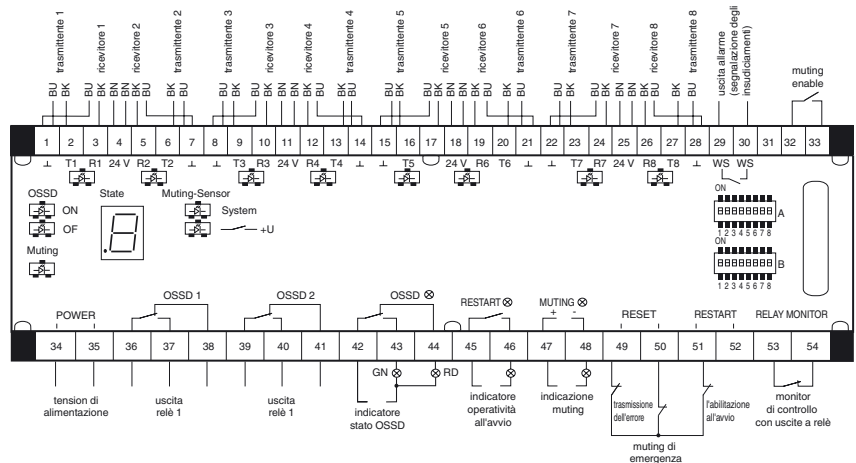 trasmittente 1
ricevitore 1
ricevitore 2
trasmittente 2
trasmittente 3
ricevitore 3
ricevitore 4
trasmittente 4
trasmittente 5
ricevitore 5
ricevitore 6
trasmittente 6
trasmittente 7
ricevitore 7
ricevitore 8
trasmittente 8
uscita allarme
(segnalazione degli
insudiciamenti)
muting
enable
BU BK BU BK BN BN BK BU BK BU
BU BK BU BK BN BN BK BU BK BU
BU BK BU BK BN BN BK BU BK BU
BU BK BU BK BN BN BK BU BK BU
1 2 3 4 5 6 7 8 9 10 11 12 13 14 15 16 17 18 19 20 21 22 23 24 25 26 27 28 29 30 31 32 33
⊥ T1 R1 24 V R2 T2 ⊥ ⊥ T3 R3 24 V R4 T4 ⊥ ⊥ T5 24 V R6 T6 ⊥ ⊥ T7 R7 24 V R8 T8 ⊥ WS WS
OSSD
ON
OF
Muting
State
8.
Muting-Sensor
System
+U
ON
A
1 2 3 4 5 6 7 8
ON
B
1 2 3 4 5 6 7 8
POWER
OSSD 1
OSSD 2
OSSD ⊗
RESTART ⊗
MUTING ⊗
+ -
RESET
RESTART
RELAY MONITOR
34 35 36 37 38 39 40 41 42 43 44 45 46 47 48 49 50 51 52 53 54
GN
RD
tension di
alimentazione
uscita
relè 1
uscita
relè 1
indicatore
stato OSSD
indicatore
operatività
all'avvio
indicazione
muting
trasmissione
dell'errore
l'abilitazione
all'avvio
muting di
emergenza
monitor
di controllo
con uscite a relè